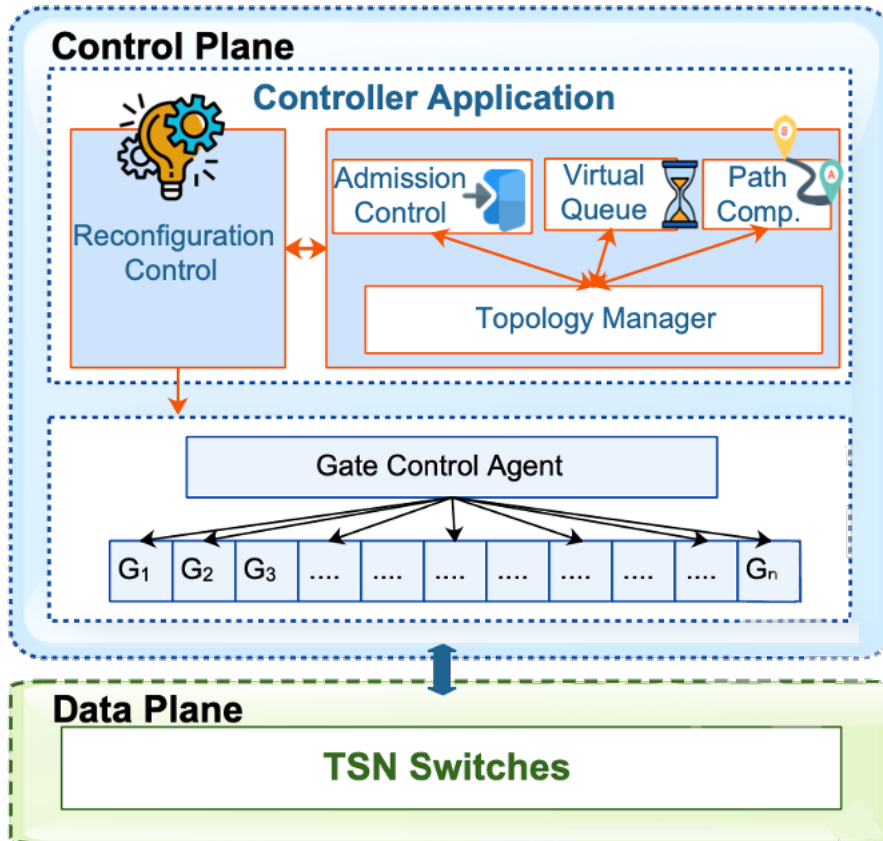 Control Plane
Controller Application
Reconfiguration
Control
Admission
Control
Virtual
Queue
Path
Comp.
B
A
Topology Manager
Gate Control Agent
G₁ G₂ G₃ .... .... .... .... .... .... .... Gₙ
Data Plane
TSN Switches